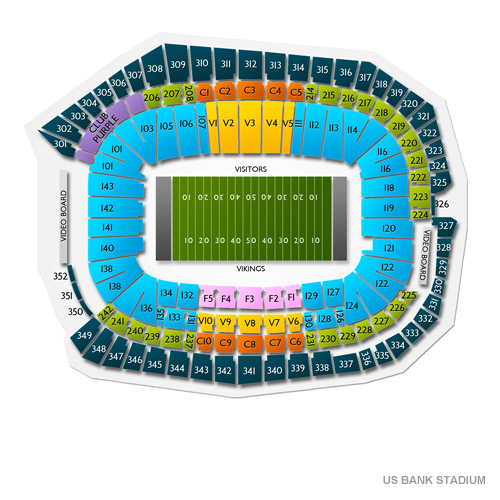 309 310 311 312 313 314 315 316 317 318 319 320 321 322 323 324 325 326
308 307 306 305 304 303 302 301
206 207 208 C1 C2 C3 C4 C5 214 216 217 218 219 220 221 222 223 224
CLUB
PURPLE
101 103 105 106 107 V1 V2 V3 V4 V5 111 112 113 114 116 116 118
101 143 142 141 140 138
122 120 120 121 122 124
VISITORS
10 20 30 40 50 40 30 20 10
10 20 30 40 50 40 30 20 10
VIKINGS
VIDEO BOARD
VIDEO BOARD
136 134 135 132 F5 F4 F3 F2 F1 129 127 124 126
131 V10 V9 V8 V7 V6 130
242 241 240 239 238 237 C10 C9 C8 C7 C6 231 230 229 228 227 226 225
327 328 329 330 331 332 333 334 335 336
352 351 350 349 348 347 346 345 344 343 342 341 340 339 338 337
US BANK STADIUM